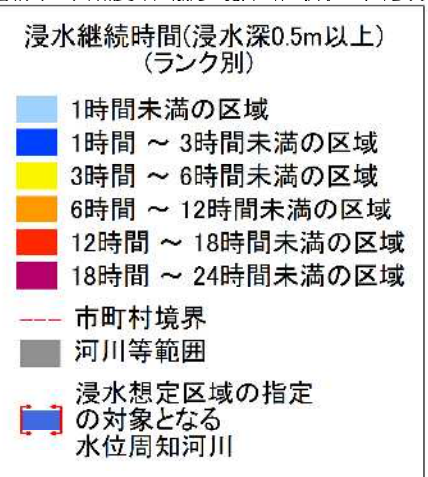 浸水継続時間(浸水深0.5m以上)
(ランク別)
1時間未満の区域
1時間 ～ 3時間未満の区域
3時間 ～ 6時間未満の区域
6時間 ～ 12時間未満の区域
12時間 ～ 18時間未満の区域
18時間 ～ 24時間未満の区域
市町村境界
河川等範囲
浸水想定区域の指定
の対象となる
水位周知河川